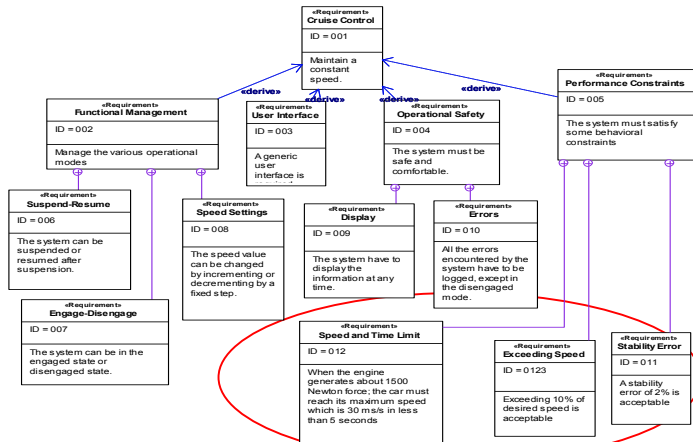 «Requirement»
Cruise Control
ID = 001
Maintain a
constant
speed.
«derive»
«derive»
«derive»
«derive»
«Requirement»
Functional Management
ID = 002
Manage the various operational
modes
«Requirement»
User Interface
ID = 003
A generic
user
interface is
«Requirement»
Operational Safety
ID = 004
The system must be
safe and
comfortable.
«Requirement»
Performance Constraints
ID = 005
The system must satisfy
some behavioral
constraints
«Requirement»
Suspend-Resume
ID = 006
The system can be
suspended or
resumed after
suspension.
«Requirement»
Speed Settings
ID = 008
The speed value
can be changed
by incrementing or
decrementing by a
fixed step.
«Requirement»
Display
ID = 009
The system have to
display the
information at any
time.
«Requirement»
Errors
ID = 010
All the errors
encountered by the
system have to be
logged, except in
the disengaged
mode.
«Requirement»
Engage-Disengage
ID = 007
The system can be in the
engaged state or
disengaged state.
«Requirement»
Speed and Time Limit
ID = 012
When the engine
generates about 1500
Newton force; the car must
reach its maximum speed
which is 30 ms/s in less
than 5 seconds
«Requirement»
Exceeding Speed
ID = 0123
Exceeding 10% of
desired speed is
acceptable
«Requirement»
Stability Error
ID = 011
A stability
error of 2% is
acceptable